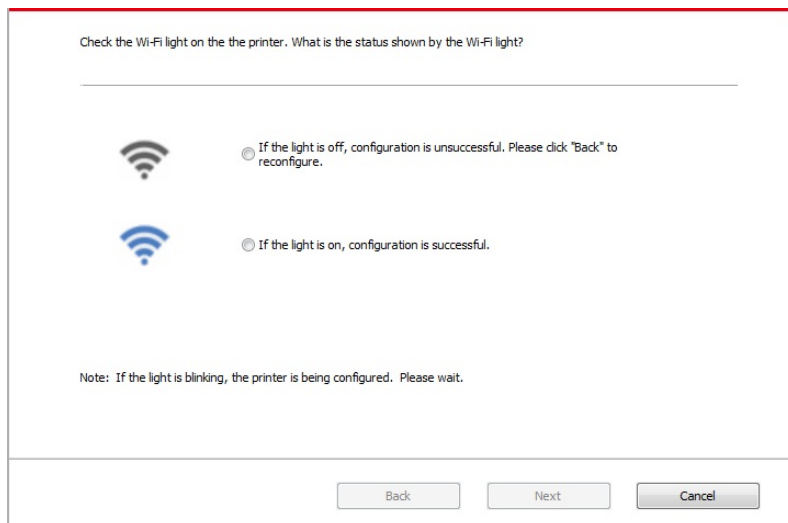 Check the Wi-Fi light on the the printer. What is the status shown by the Wi-Fi light?
If the light is off, configuration is unsuccessful. Please click "Back" to
reconfigure.
If the light is on, configuration is successful.
Note: If the light is blinking, the printer is being configured. Please wait.
Back
Next
Cancel